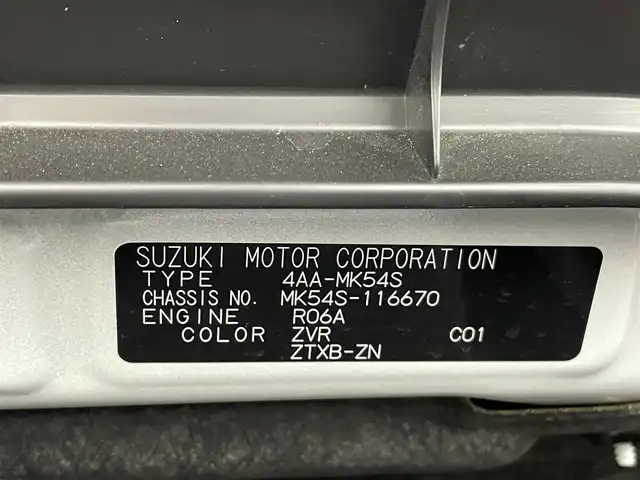 SUZUKI MOTOR CORPORATION
TYPE 4AA-MK54S
CHASSIS NO. MK54S-116670
ENGINE R06A
COLOR ZVR C01
ZTXB-ZN